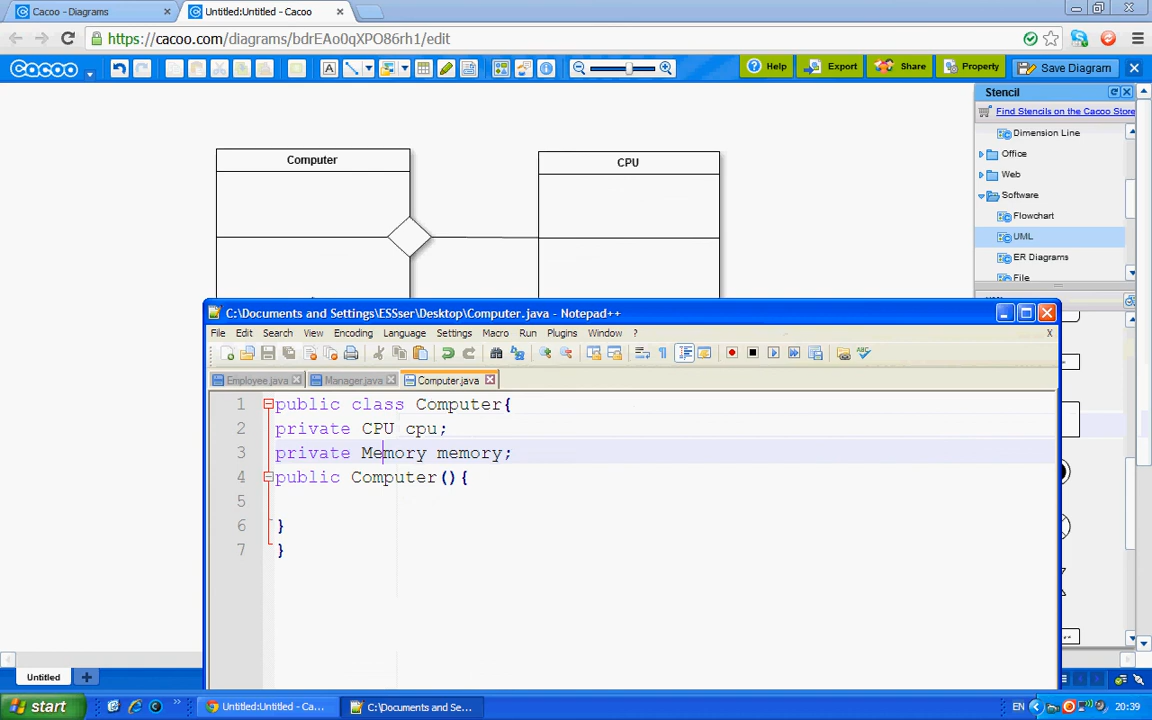 Cacoo - Diagrams
Untitled:Untitled - Cacoo
https://cacoo.com/diagrams/bdrEAo0qXPO86rh1/edit
Cacoo
A
Help
Export
Share
Property
Save Diagram
Stencil
Find Stencils on the Cacoo Store
Dimension Line
Office
Web
Software
Flowchart
UML
ER Diagrams
File
Computer
CPU
C:\Documents and Settings\ESSser\Desktop\Computer.java - Notepad++
File Edit Search View Encoding Language Settings Macro Run Plugins Window ?
X
Employee.java
Manager.java
Computer.java
1 public class Computer{
2 private CPU cpu;
3 private Memory memory;
4 public Computer(){
5
6 }
7 }
Untitled
start
Untitled:Untitled - Ca...
C:\Documents and Se...
EN
20:39